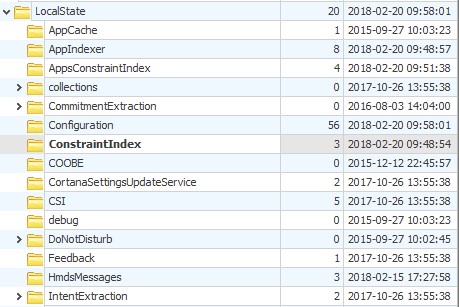 LocalState 20 2018-02-20 09:58:01
AppCache 1 2015-09-27 10:03:23
AppIndexer 8 2018-02-20 09:48:57
AppsConstraintIndex 4 2018-02-20 09:51:38
collections 1 2017-10-26 13:55:38
CommitmentExtraction 0 2016-08-03 14:04:00
Configuration 56 2018-02-20 09:58:01
ConstraintIndex 3 2018-02-20 09:48:54
COOBE 0 2015-12-12 22:45:57
CortanaSettingsUpdateService 2 2017-10-26 13:55:38
CSI 5 2017-10-26 13:55:38
debug 0 2015-09-27 10:03:23
DoNotDisturb 0 2015-09-27 10:02:45
Feedback 1 2017-10-26 13:55:38
HmdsMessages 3 2018-02-15 17:27:58
IntentExtraction 2 2017-10-26 13:55:38